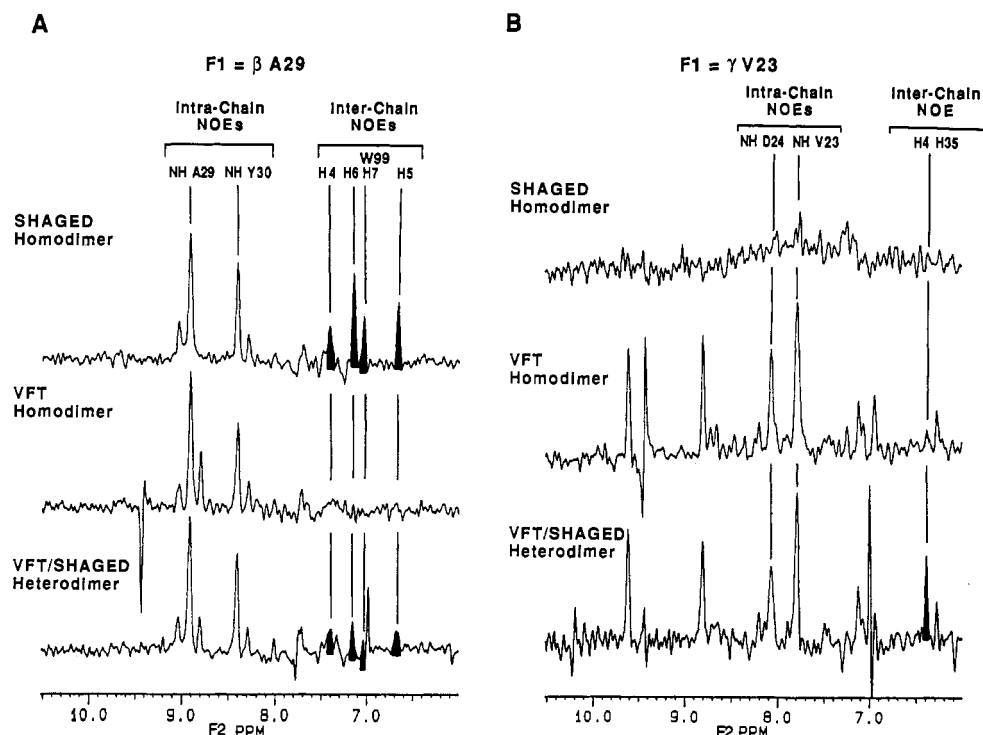 A
F1 = β A29
Intra-Chain
NOEs
Inter-Chain
NOEs
W99
NH A29 NH Y30 H4 H6 H7 H5
SHAGED
Homodimer
VFT
Homodimer
VFT/SHAGED
Heterodimer
10.0 9.0 8.0 7.0
F2 PPM
B
F1 = γ V23
Intra-Chain
NOEs
Inter-Chain
NOE
NH D24 NH V23 H4 H35
SHAGED
Homodimer
VFT
Homodimer
VFT/SHAGED
Heterodimer
10.0 9.0 8.0 7.0
F2 PPM